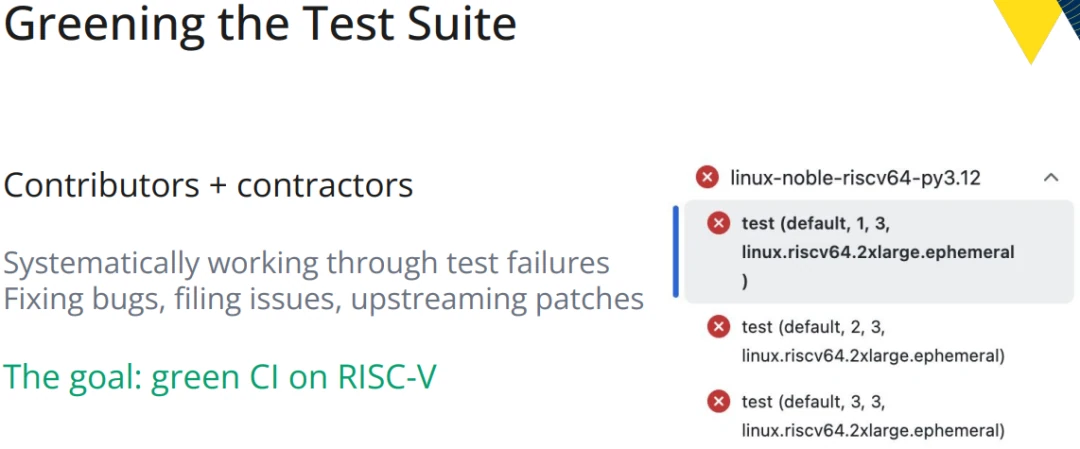 Greening the Test Suite
Contributors + contractors
Systematically working through test failures
Fixing bugs, filing issues, upstreaming patches
The goal: green CI on RISC-V
linux-noble-riscv64-py3.12
test (default, 1, 3,
linux.riscv64.2xlarge.ephemeral
)
test (default, 2, 3,
linux.riscv64.2xlarge.ephemeral)
test (default, 3, 3,
linux.riscv64.2xlarge.ephemeral)